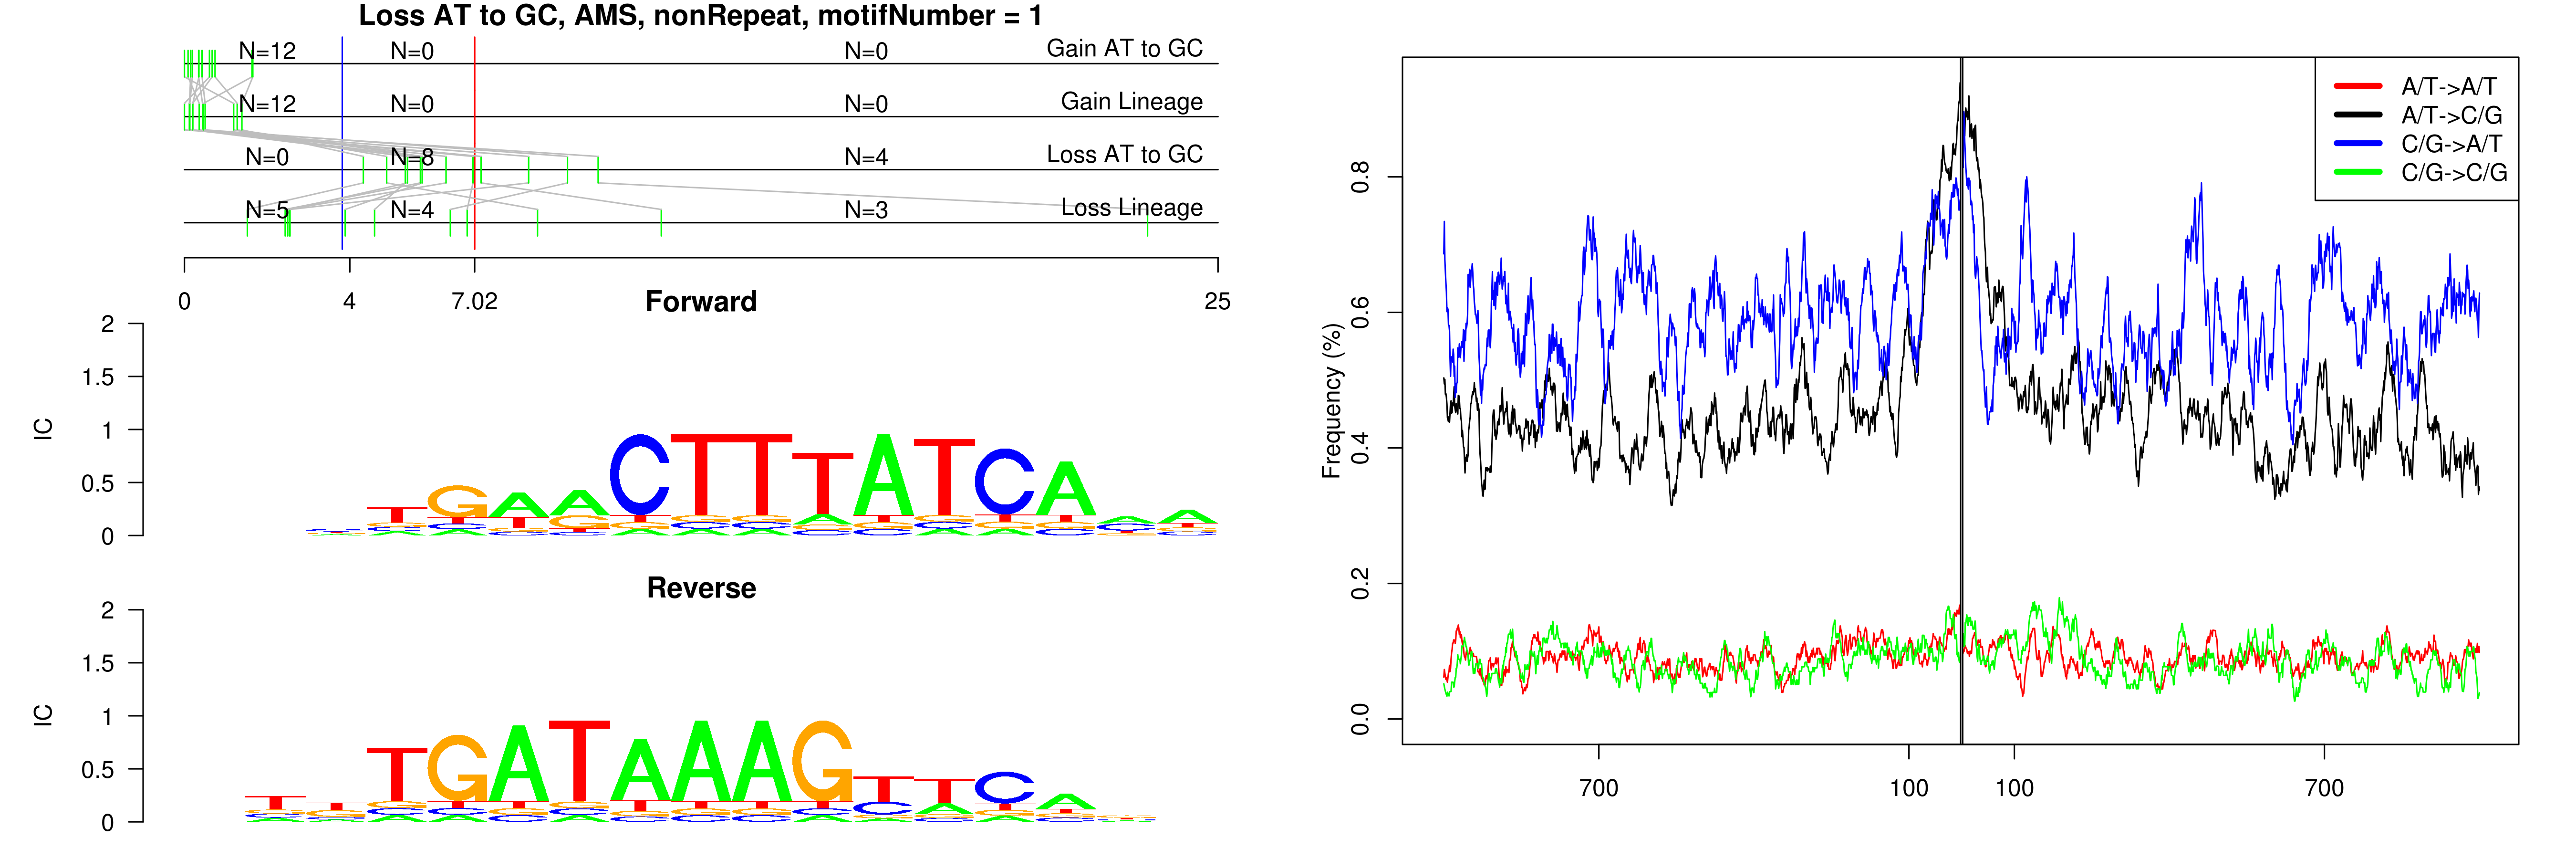 Loss AT to GC, AMS, nonRepeat, motifNumber = 1
N=12 N=0 N=0 Gain AT to GC
N=12 N=0 N=0 Gain Lineage
N=0 N=8 N=4 Loss AT to GC
N=5 N=4 N=3 Loss Lineage
0 4 7.02 25
Forward
IC
2
1.5
1
0.5
0
TGAACTTTATCAAA
Reverse
IC
2
1.5
1
0.5
0
TTTGATAAAGTTCA
Frequency (%)
0.8
0.6
0.4
0.2
0.0
700 100 100 700
A/T->A/T
A/T->C/G
C/G->A/T
C/G->C/G